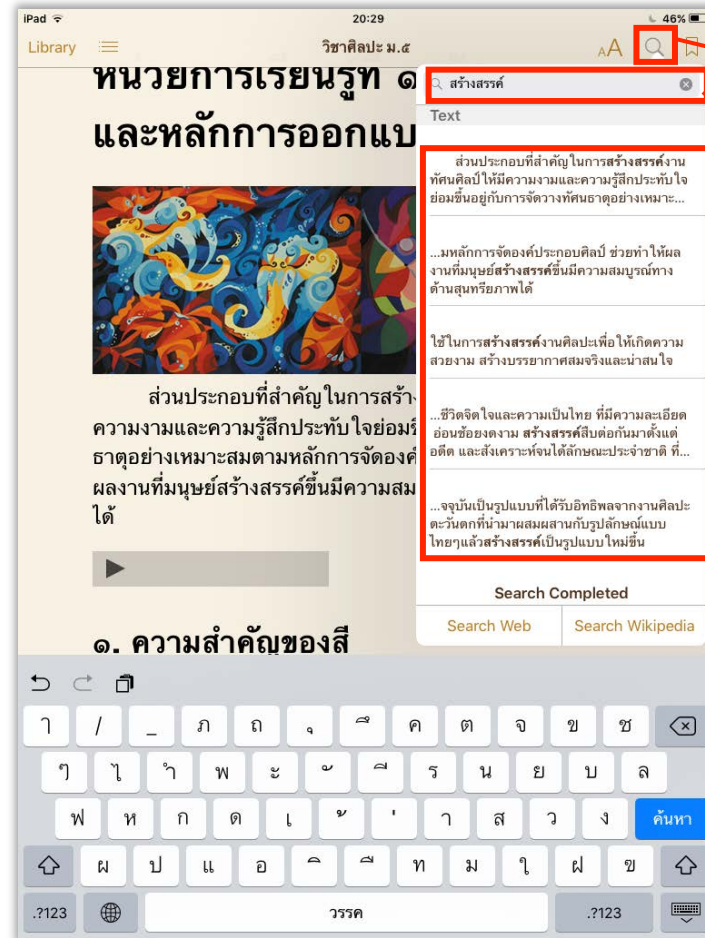 iPad 20:29 46%
Library วิชาศิลปะ ม.๕ AA
หน่วยการเรียนรู้ที่ ๑
และหลักการออกแบ
สร้างสรรค์
Text
ส่วนประกอบที่สำคัญในการสร้างสรรค์งาน
ทัศนศิลป์ให้มีความงามและความรู้สึกประทับใจ
ย่อมขึ้นอยู่กับการจัดวางทัศนธาตุอย่างเหมาะ...
...มหลักการจัดองค์ประกอบศิลป์ ช่วยทำให้ผล
งานที่มนุษย์สร้างสรรค์ขึ้นมีความสมบูรณ์ทาง
ด้านสุนทรียภาพได้
ใช้ในการสร้างสรรค์งานศิลปะเพื่อให้เกิดความ
สวยงาม สร้างบรรยากาศสมจริงและน่าสนใจ
...ชีวิตจิตใจและความเป็นไทย ที่มีความละเอียด
อ่อนช้อยงดงาม สร้างสรรค์สืบต่อกันมาตั้งแต่
อดีต และสังเคราะห์จนได้ลักษณะประจำชาติ ที่...
...จจุบันเป็นรูปแบบที่ได้รับอิทธิพลจากงานศิลปะ
ตะวันตกที่นำมาผสมผสานกับรูปลักษณ์แบบ
ไทยๆแล้วสร้างสรรค์เป็นรูปแบบใหม่ขึ้น
Search Completed
Search Web Search Wikipedia
ส่วนประกอบที่สำคัญในการสร้าง
ความงามและความรู้สึกประทับใจย่อมขึ
ธาตุอย่างเหมาะสมตามหลักการจัดองค์
ผลงานที่มนุษย์สร้างสรรค์ขึ้นมีความสม
ได้
๑. ความสำคัญของสี
ๅ / _ ภ ถ ุ ึ ค ต จ ข ช
ๆ ไ ำ พ ะ ั ี ร น ย บ ล
ฟ ห ก ด เ ้ ่ า ส ว ง ค้นหา
ผ ป แ อ ิ ื ท ม ใ ฝ ฃ
.?123 วรรค .?123